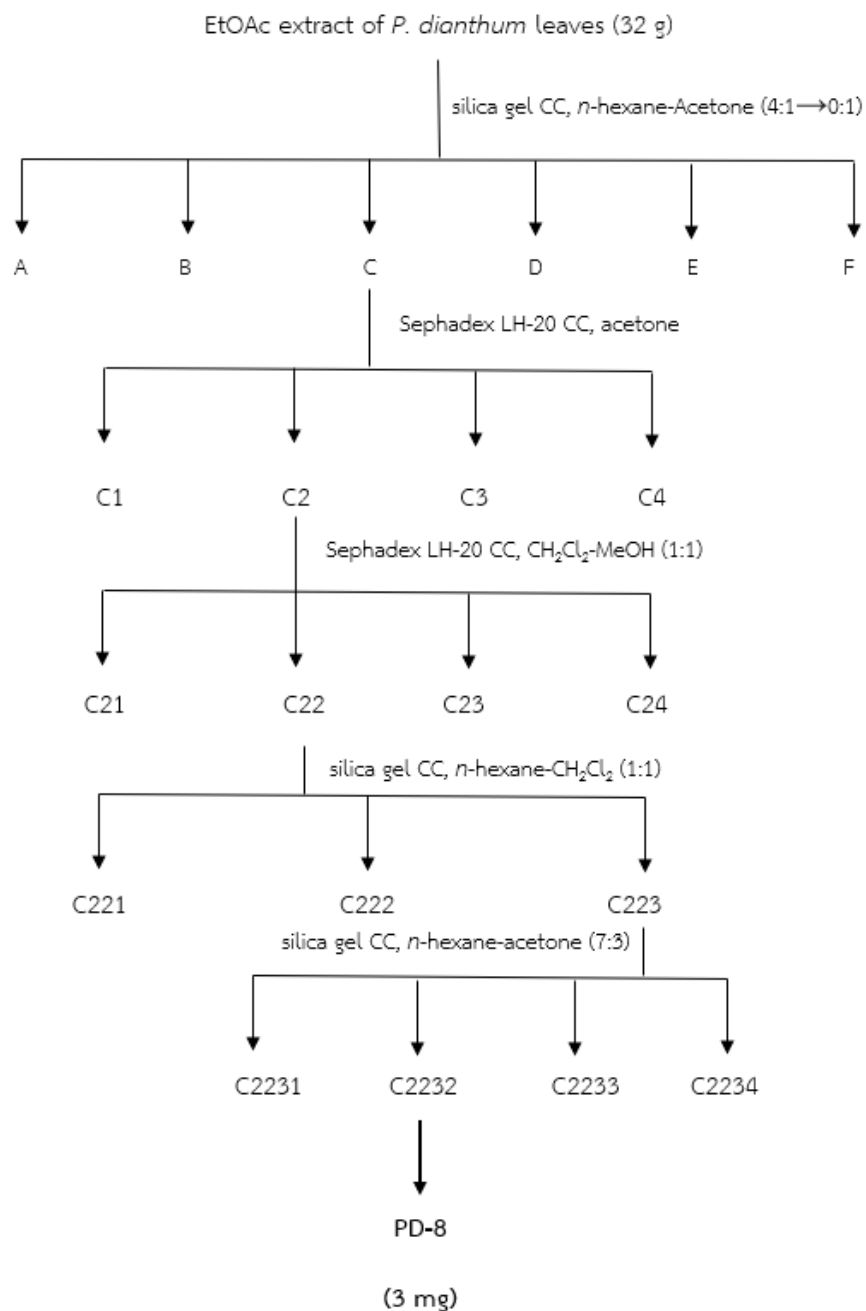 EtOAc extract of P. dianthum leaves (32 g)
silica gel CC, n-hexane-Acetone (4:1→0:1)
A B C D E F
Sephadex LH-20 CC, acetone
C1 C2 C3 C4
Sephadex LH-20 CC, CH₂Cl₂-MeOH (1:1)
C21 C22 C23 C24
silica gel CC, n-hexane-CH₂Cl₂ (1:1)
C221 C222 C223
silica gel CC, n-hexane-acetone (7:3)
C2231 C2232 C2233 C2234
PD-8
(3 mg)